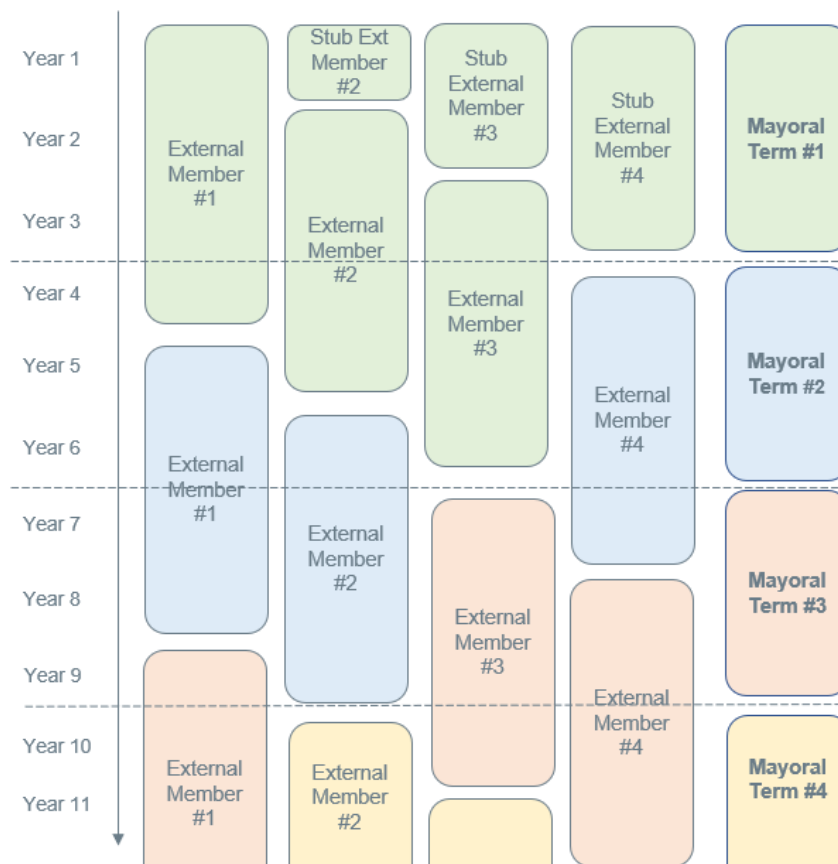 Year 1
Year 2
Year 3
Year 4
Year 5
Year 6
Year 7
Year 8
Year 9
Year 10
Year 11
External
Member
#1
External
Member
#1
External
Member
#1
Stub Ext
Member
#2
External
Member
#2
External
Member
#2
External
Member
#2
Stub
External
Member
#3
External
Member
#3
External
Member
#3
Stub
External
Member
#4
External
Member
#4
External
Member
#4
Mayoral
Term #1
Mayoral
Term #2
Mayoral
Term #3
Mayoral
Term #4